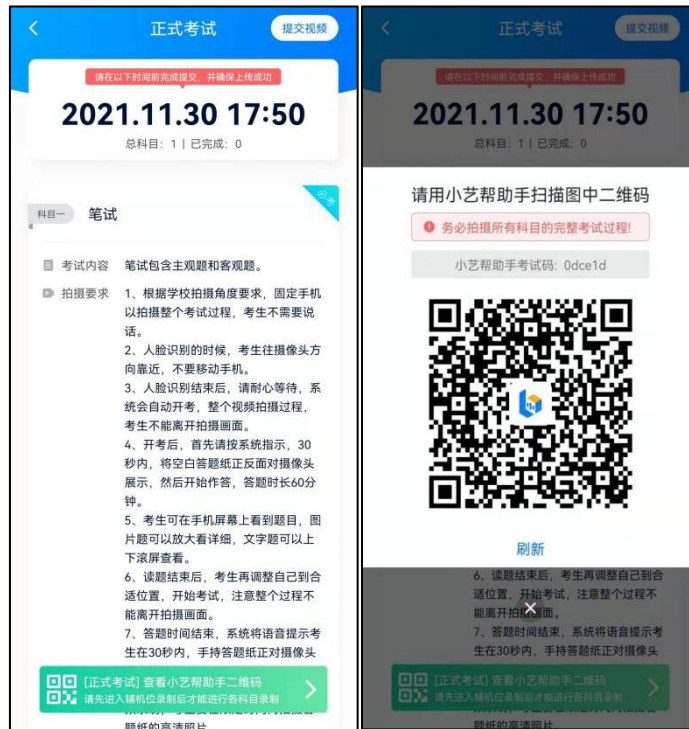 正式考试
提交视频
请在以下时间前完成提交，并确保上传成功
2021.11.30 17:50
总科目：1 | 已完成：0
科目一
笔试
必考
考试内容
笔试包含主观题和客观题。
拍摄要求
1、根据学校拍摄角度要求，固定手机
以拍摄整个考试过程，考生不需要说
话。
2、人脸识别的时候，考生往摄像头方
向靠近，不要移动手机。
3、人脸识别结束后，请耐心等待，系
统会自动开考，整个视频拍摄过程，
考生不能离开拍摄画面。
4、开考后，首先请按系统指示，30
秒内，将空白答题纸正反面对摄像头
展示，然后开始作答，答题时长60分
钟。
5、考生可在手机屏幕上看到题目，图
片题可以放大看详细，文字题可以上
下滚屏查看。
6、读题结束后，考生再调整自己到合
适位置，开始考试，注意整个过程不
能离开拍摄画面。
7、答题时间结束，系统将语音提示考
生在30秒内，手持答题纸正对摄像头
[正式考试] 查看小艺帮助手二维码
请先进入辅机位录制后才能进行各科目录制
题纸的高清照片
正式考试
提交视频
请在以下时间前完成提交，并确保上传成功
2021.11.30 17:50
总科目：1 | 已完成：0
请用小艺帮助手扫描图中二维码
务必拍摄所有科目的完整考试过程!
小艺帮助手考试码：0dce1d
刷新
6、读题结束后，考生再调整自己到合
适位置，开始考试，注意整个过程不
能离开拍摄画面。
7、答题时间结束，系统将语音提示考
生在30秒内，手持答题纸正对摄像头
[正式考试] 查看小艺帮助手二维码
请先进入辅机位录制后才能进行各科目录制
题纸的高清照片